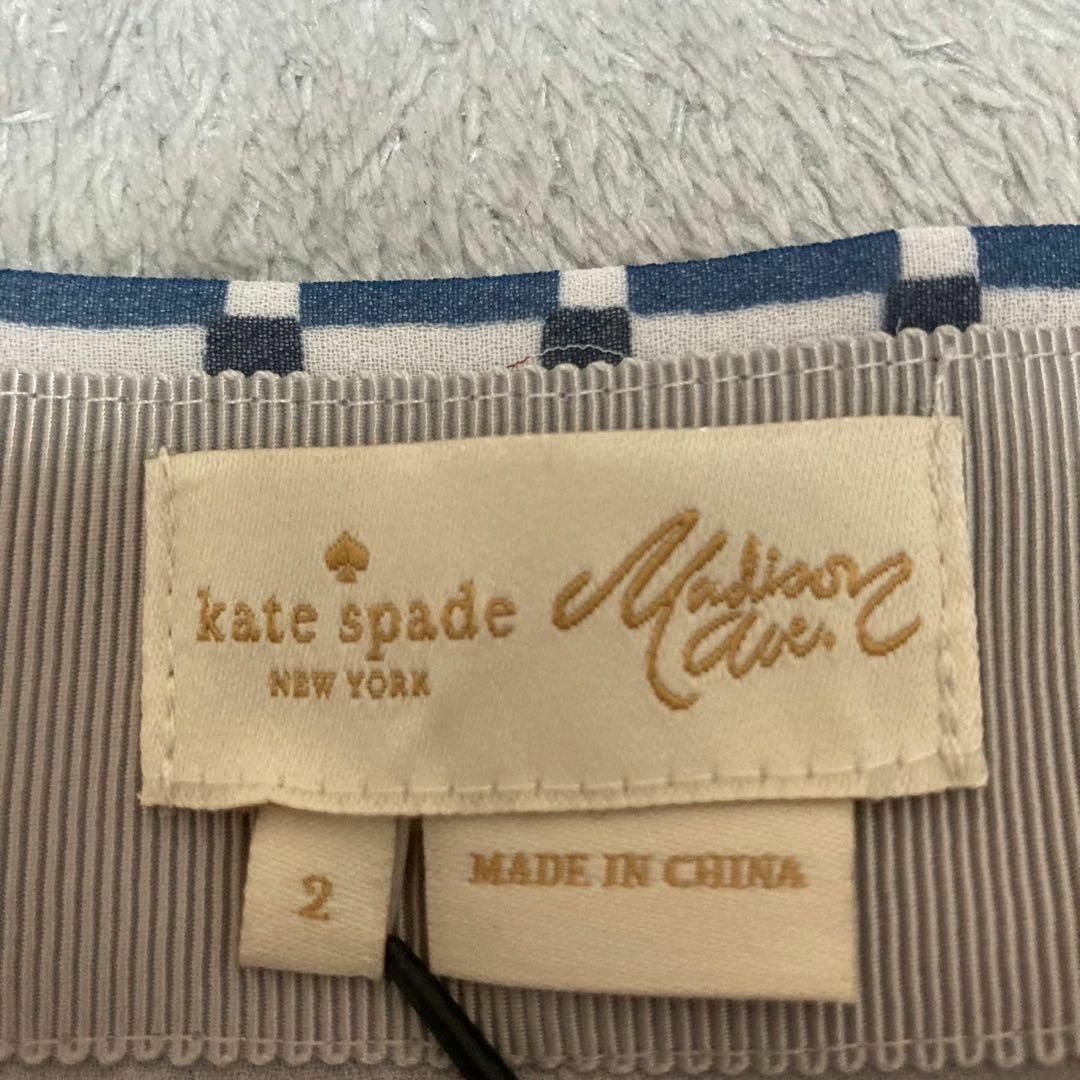 kate spade
NEW YORK
Madison
Ave.
2
MADE IN CHINA